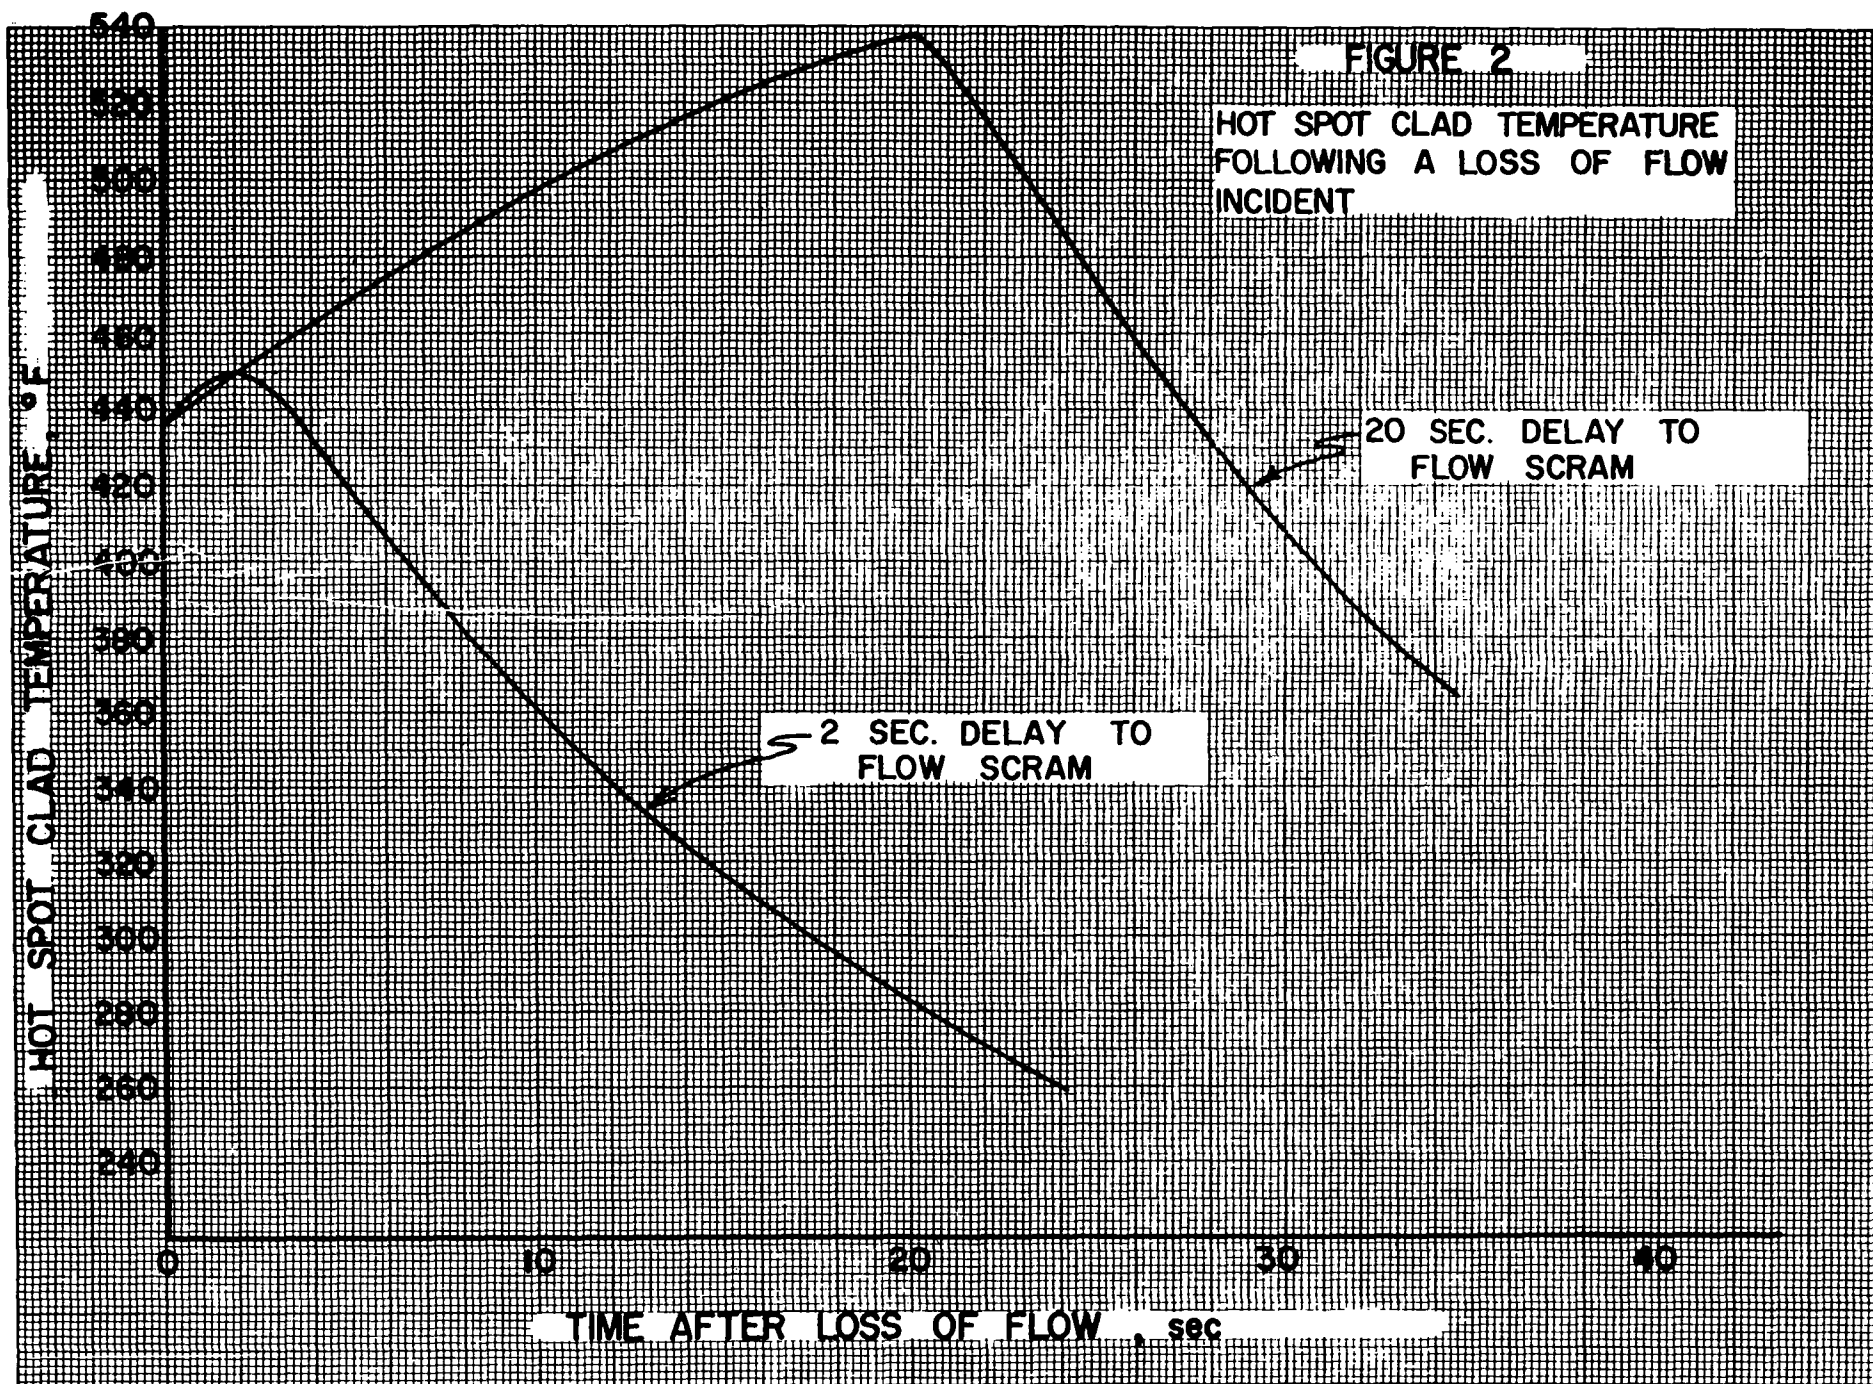 FIGURE 2
HOT SPOT CLAD TEMPERATURE
FOLLOWING A LOSS OF FLOW
INCIDENT
HOT SPOT CLAD TEMPERATURE, °F
540
520
500
480
460
440
420
400
380
360
340
320
300
280
260
240
20 SEC. DELAY TO
FLOW SCRAM
2 SEC. DELAY TO
FLOW SCRAM
0 10 20 30 40
TIME AFTER LOSS OF FLOW, sec